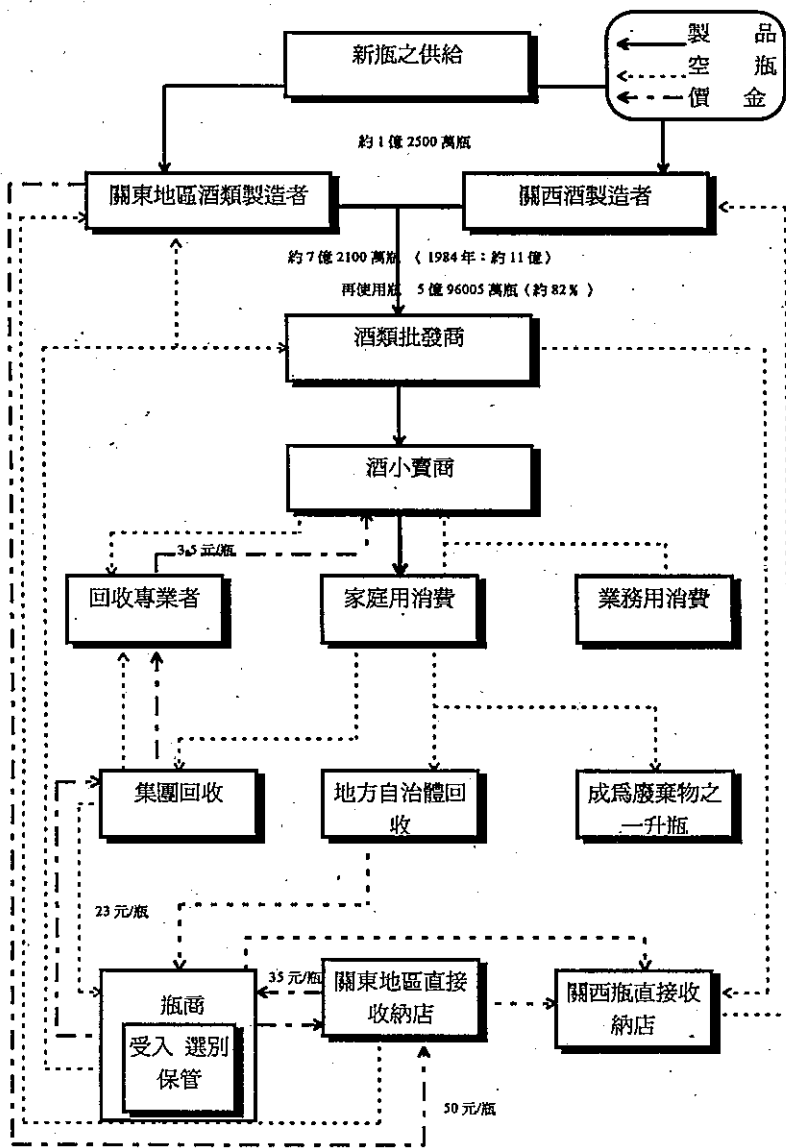 新瓶之供給
製 品
空 瓶
價 金
約 1 億 2500 萬瓶
關東地區酒類製造者
關西酒製造者
約 7 億 2100 萬瓶 ( 1984 年：約 11 億)
再使用瓶 5 億 96005 萬瓶 (約 82% )
酒類批發商
酒小賣商
3.5 元/瓶
回收專業者
家庭用消費
業務用消費
集團回收
地方自治體回
收
成爲廢棄物之
一升瓶
23 元/瓶
瓶商
受入 選別
保管
35 元/瓶
關東地區直接
收納店
關西瓶直接收
納店
50 元/瓶